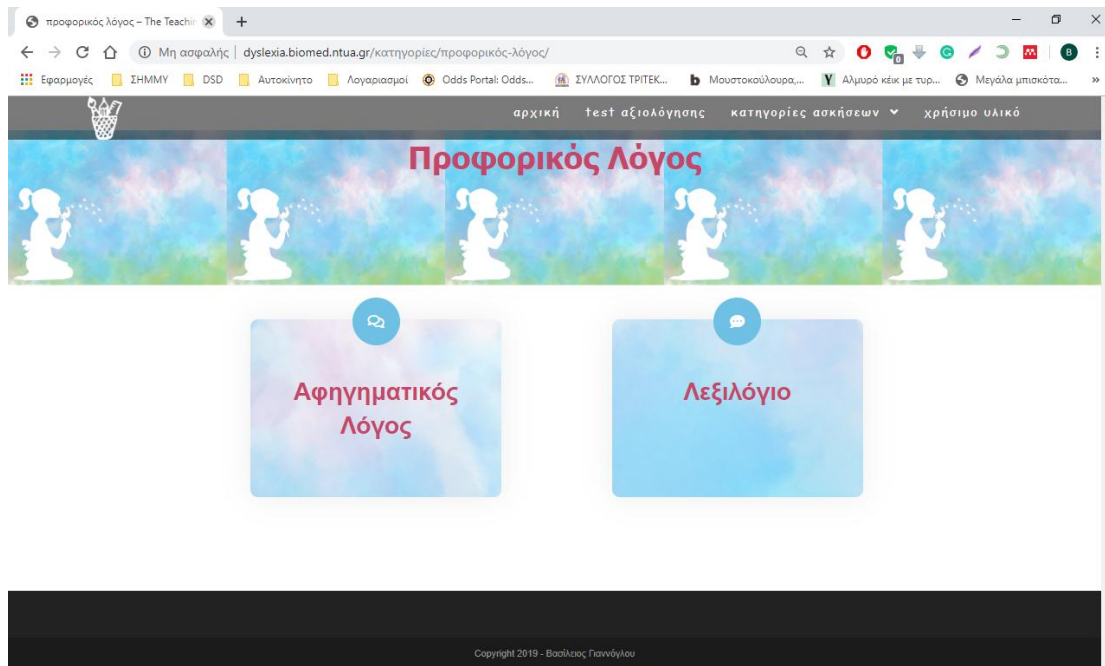 προφορικός λόγος – The Teachin
Μη ασφαλής | dyslexia.biomed.ntua.gr/κατηγορίες/προφορικός-λόγος/
Εφαρμογές ΣΗΜΜΥ DSD Αυτοκίνητο Λογαριασμοί Odds Portal: Odds... ΣΥΛΛΟΓΟΣ ΤΡΙΤΕΚ... Μουστοκούλουρα,... Αλμυρό κέικ με τυρ... Μεγάλα μπισκότα... »
αρχική test αξιολόγησης κατηγορίες ασκήσεων χρήσιμο υλικό
Προφορικός Λόγος
Αφηγηματικός
Λόγος
Λεξιλόγιο
Copyright 2019 - Βασίλειος Γιαννόγλου